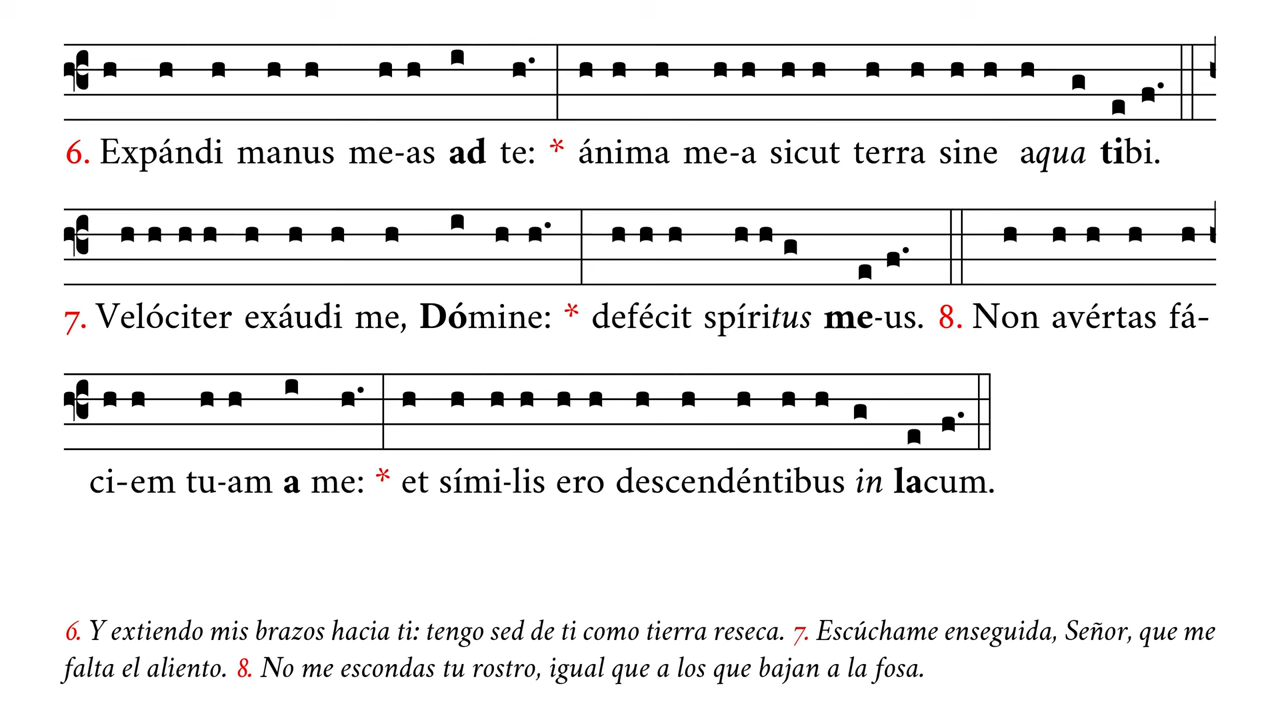 6. Expándi manus me-as ad te: * ánima me-a sicut terra sine aqua tibi.
7. Velóciter exáudi me, Dómine: * defécit spíritus me-us. 8. Non avértas fá-
ci-em tu-am a me: * et sími-lis ero descendéntibus in lacum.
6. Y extiendo mis brazos hacia ti: tengo sed de ti como tierra reseca. 7. Escúchame enseguida, Señor, que me
falta el aliento. 8. No me escondas tu rostro, igual que a los que bajan a la fosa.